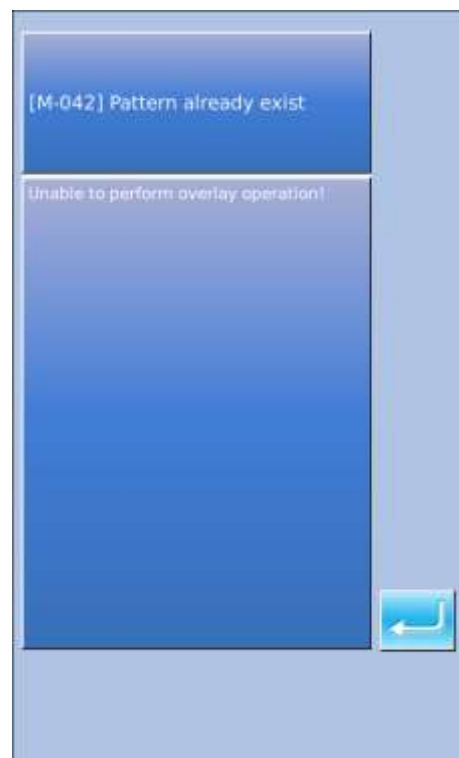 [M-042] Pattern already exist
Unable to perform overlay operation!